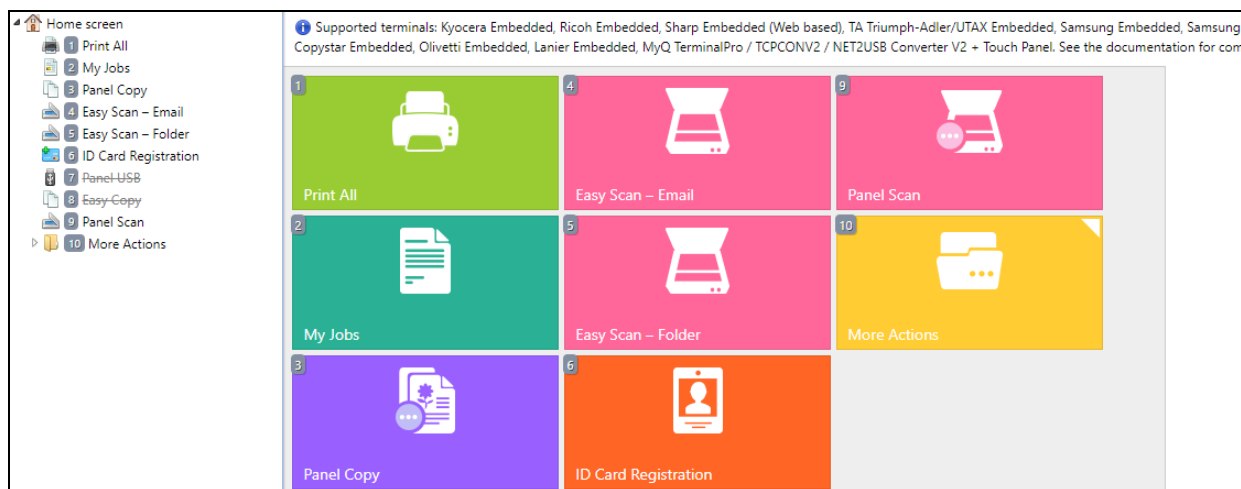 Home screen
1 Print All
2 My Jobs
3 Panel Copy
4 Easy Scan – Email
5 Easy Scan – Folder
6 ID Card Registration
7 Panel USB
8 Easy Copy
9 Panel Scan
10 More Actions
Supported terminals: Kyocera Embedded, Ricoh Embedded, Sharp Embedded (Web based), TA Triumph-Adler/UTAX Embedded, Samsung Embedded, Samsung
Copystar Embedded, Olivetti Embedded, Lanier Embedded, MyQ TerminalPro / TCPCONV2 / NET2USB Converter V2 + Touch Panel. See the documentation for com
1
Print All
4
Easy Scan – Email
9
Panel Scan
2
My Jobs
5
Easy Scan – Folder
10
More Actions
3
Panel Copy
6
ID Card Registration